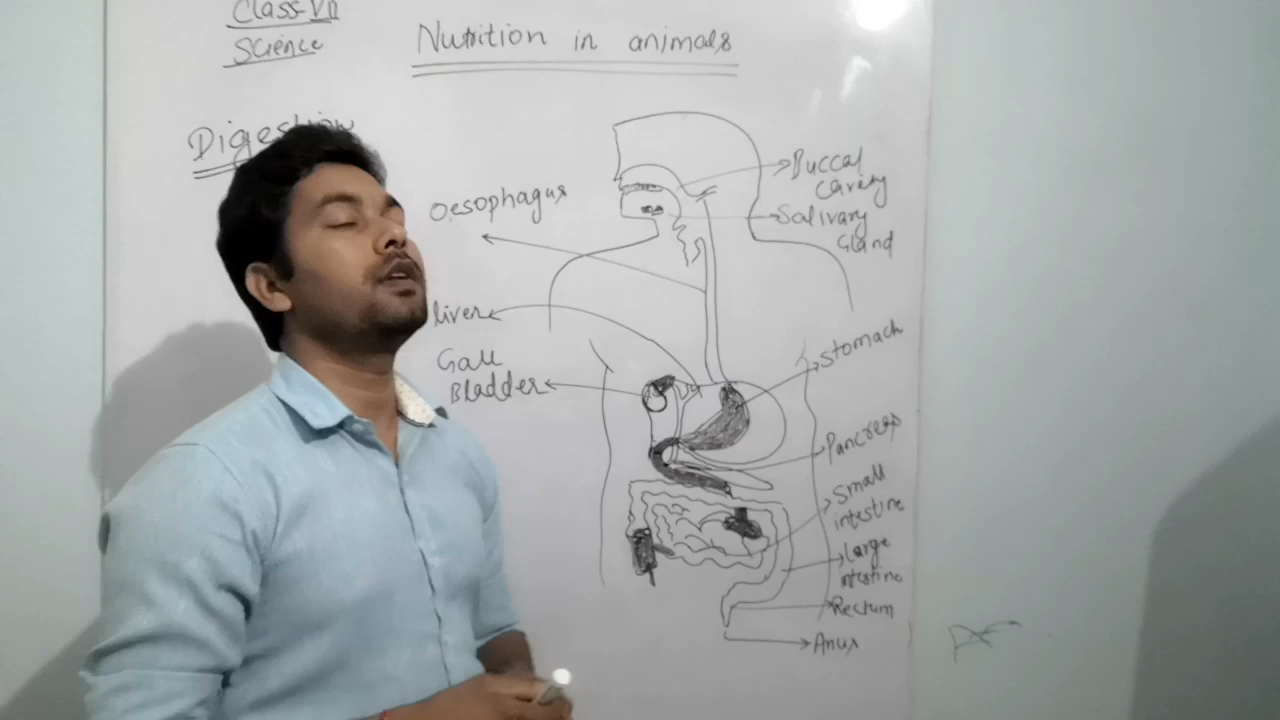 Class-VII
Science
Nutrition in animals
Digestion
Buccal
Cavity
Salivary
Gland
Oesophagus
liver
Gall
Bladder
Stomach
Pancreas
Small
intestine
large
intestine
Rectum
Anus